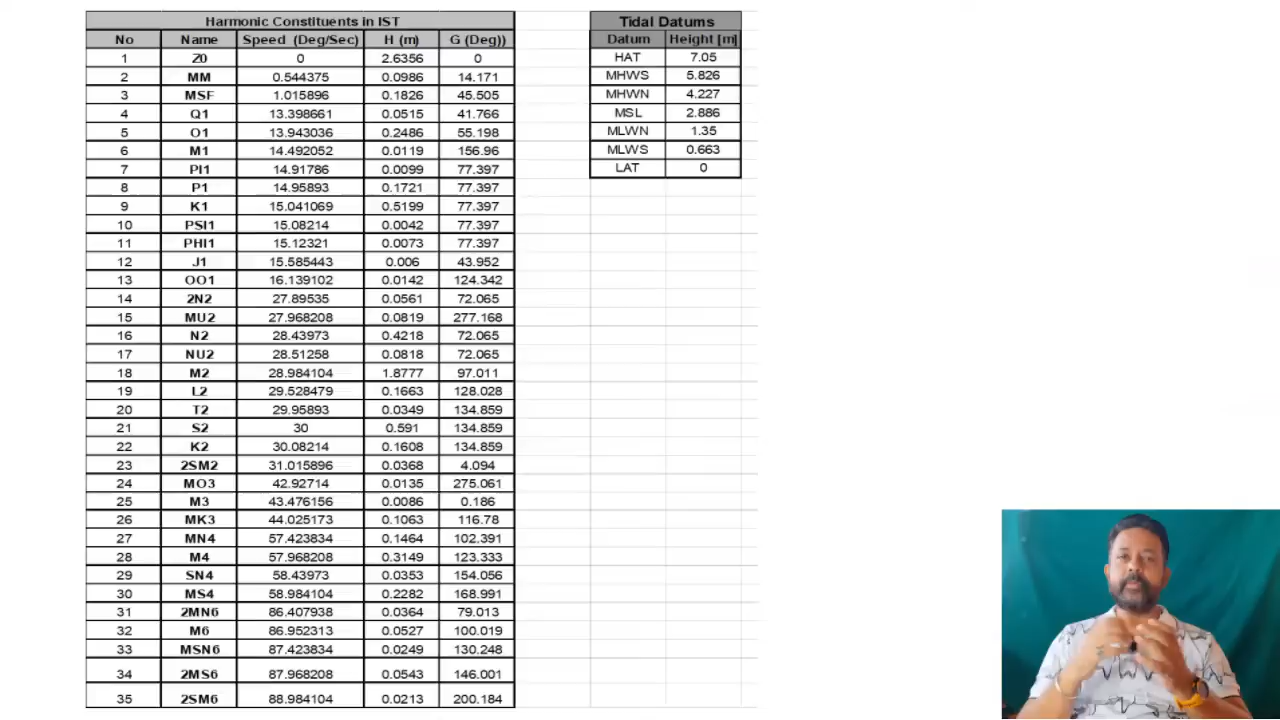 Harmonic Constituents in IST
No Name Speed (Deg/Sec) H (m) G (Deg))
1 Z0 0 2.6356 0
2 MM 0.544375 0.0986 14.171
3 MSF 1.015896 0.1826 45.505
4 Q1 13.398661 0.0515 41.766
5 O1 13.943036 0.2486 55.198
6 M1 14.492052 0.0119 156.96
7 PI1 14.91786 0.0099 77.397
8 P1 14.95893 0.1721 77.397
9 K1 15.041069 0.5199 77.397
10 PSI1 15.08214 0.0042 77.397
11 PHI1 15.12321 0.0073 77.397
12 J1 15.585443 0.006 43.952
13 OO1 16.139102 0.0142 124.342
14 2N2 27.89535 0.0561 72.065
15 MU2 27.968208 0.0819 277.168
16 N2 28.43973 0.4218 72.065
17 NU2 28.51258 0.0818 72.065
18 M2 28.984104 1.8777 97.011
19 L2 29.528479 0.1663 128.028
20 T2 29.95893 0.0349 134.859
21 S2 30 0.591 134.859
22 K2 30.08214 0.1608 134.859
23 2SM2 31.015896 0.0368 4.094
24 MO3 42.92714 0.0135 275.061
25 M3 43.476156 0.0086 0.186
26 MK3 44.025173 0.1063 116.78
27 MN4 57.423834 0.1464 102.391
28 M4 57.968208 0.3149 123.333
29 SN4 58.43973 0.0353 154.056
30 MS4 58.984104 0.2282 168.991
31 2MN6 86.407938 0.0364 79.013
32 M6 86.952313 0.0527 100.019
33 MSN6 87.423834 0.0249 130.248
34 2MS6 87.968208 0.0543 146.001
35 2SM6 88.984104 0.0213 200.184
Tidal Datums
Datum Height [m]
HAT 7.05
MHWS 5.826
MHWN 4.227
MSL 2.886
MLWN 1.35
MLWS 0.663
LAT 0